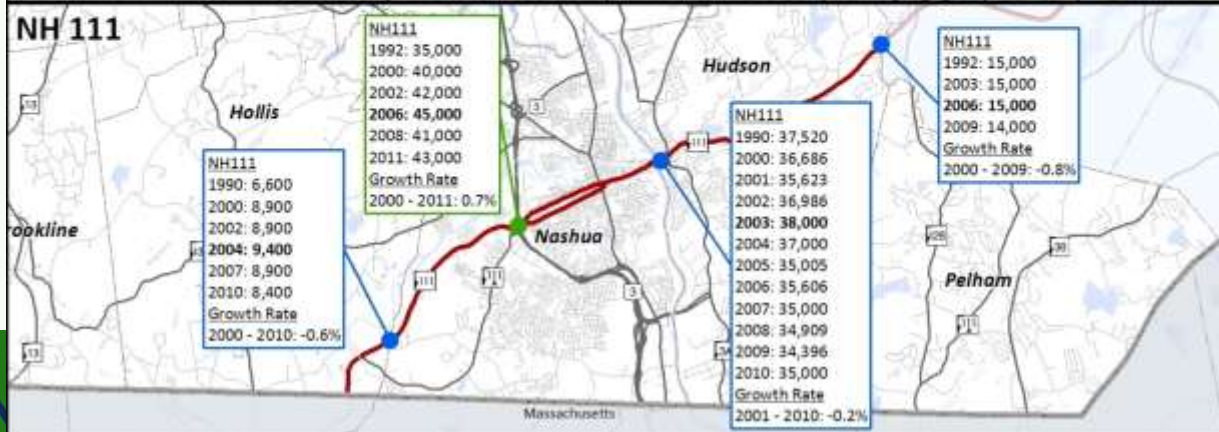 NH 111
NH111
1992: 35,000
2000: 40,000
2002: 42,000
2006: 45,000
2008: 41,000
2011: 43,000
Growth Rate
2000 - 2011: 0.7%
Hudson
NH111
1992: 15,000
2003: 15,000
2006: 15,000
2009: 14,000
Growth Rate
2000 - 2009: -0.8%
Hollis
3
13
NH111
1990: 37,520
2000: 36,686
2001: 35,623
2002: 36,986
2003: 38,000
2004: 37,000
2005: 35,005
2006: 35,606
2007: 35,000
2008: 34,909
2009: 34,396
2010: 35,000
Growth Rate
2001 - 2010: -0.2%
111
NH111
1990: 6,600
2000: 8,900
2002: 8,900
2004: 9,400
2007: 8,900
2010: 8,400
Growth Rate
2000 - 2010: -0.6%
rookline
Nashua
38
Pelham
111
3
13
Massachusetts